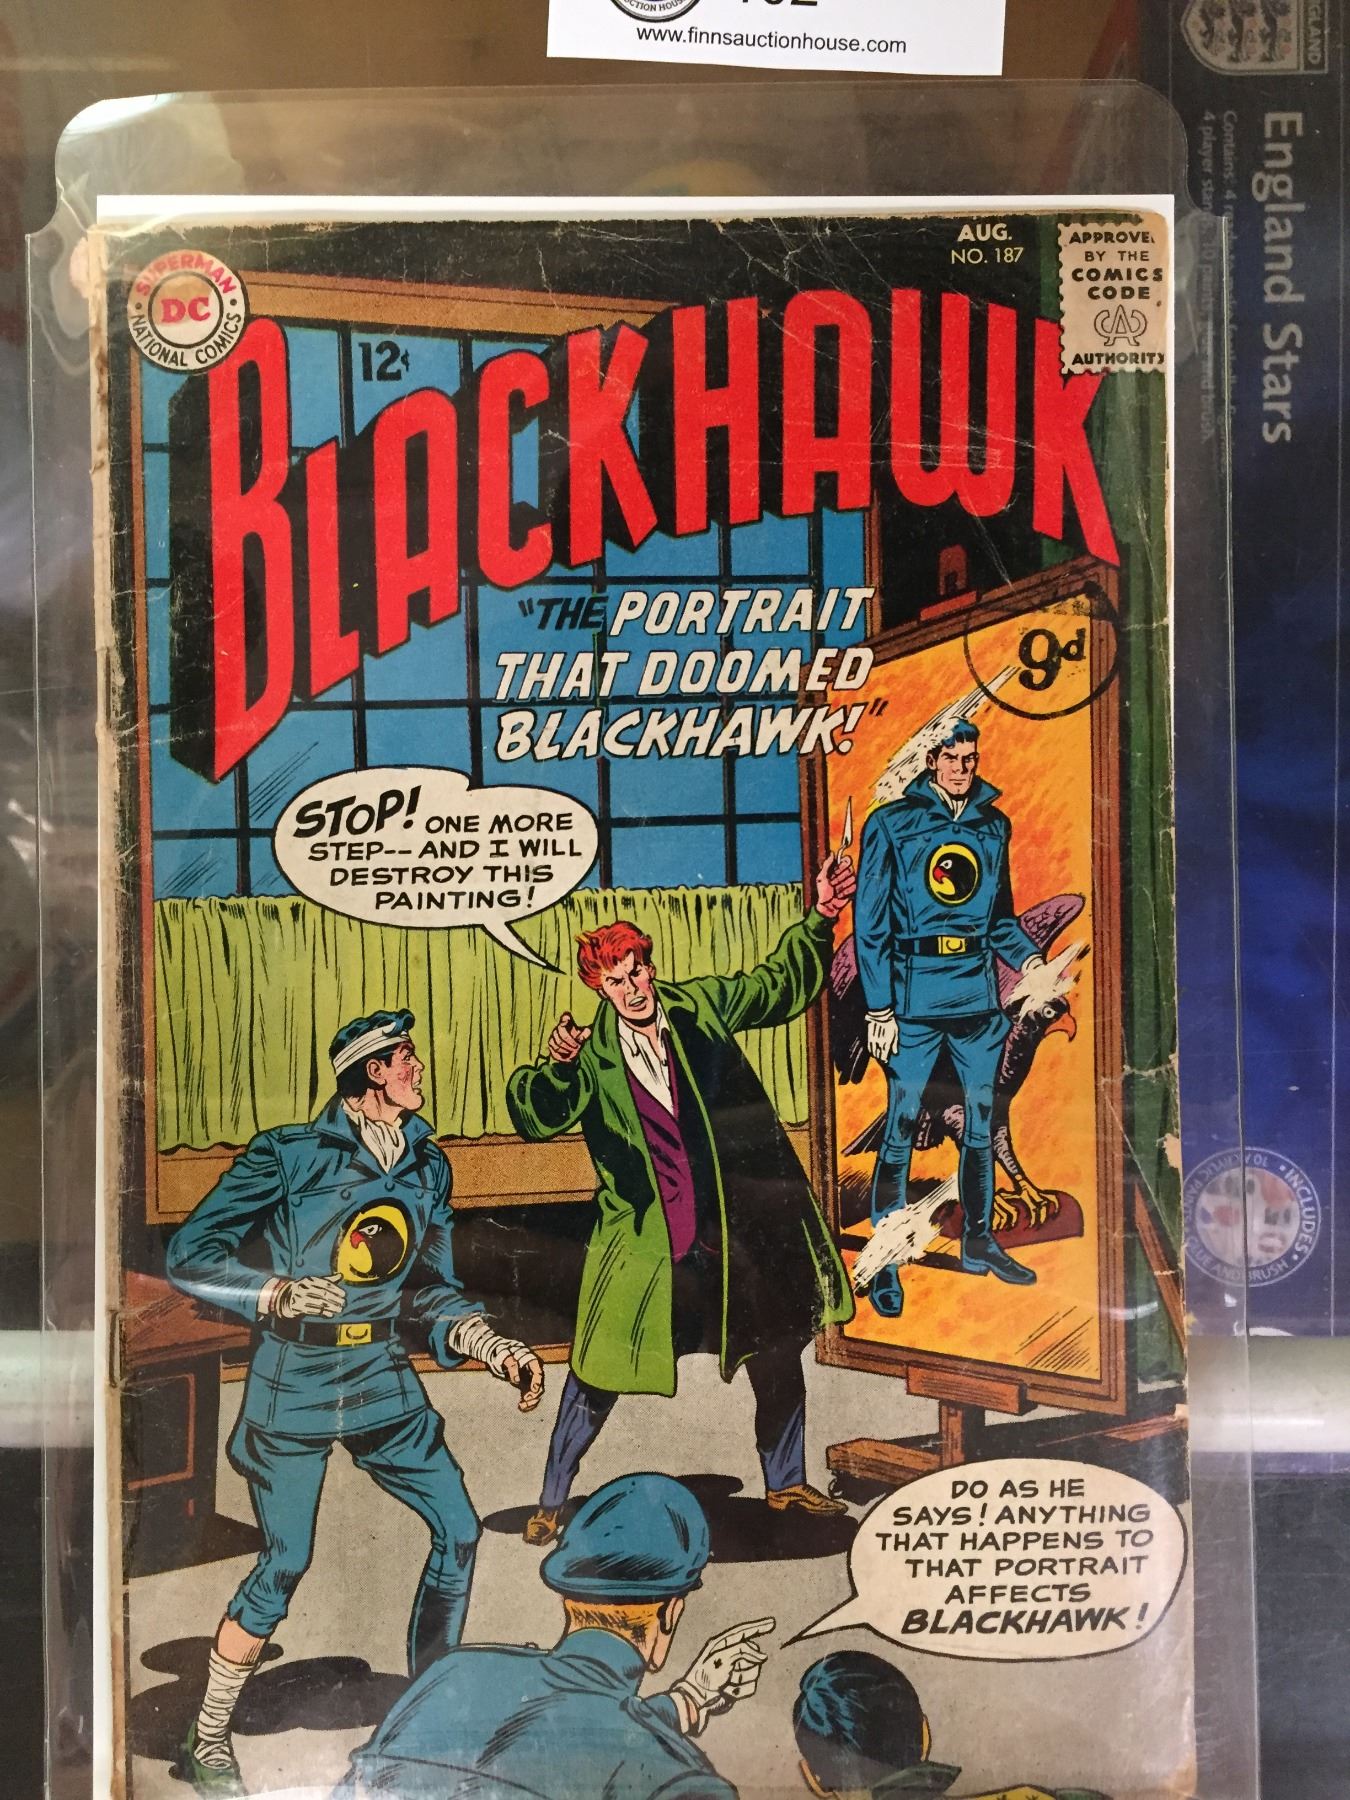 www.finnsauctionhouse.com
AUG.
NO. 187
APPROVE
BY THE
COMICS
CODE
CA
AUTHORITY
SUPERMAN
DC
NATIONAL COMICS
12¢
BLACKHAWK
"THE PORTRAIT
THAT DOOMED
BLACKHAWK!"
9d
STOP! ONE MORE
STEP--AND I WILL
DESTROY THIS
PAINTING!
DO AS HE
SAYS! ANYTHING
THAT HAPPENS TO
THAT PORTRAIT
AFFECTS
BLACKHAWK!
England Stars
INCLUDES